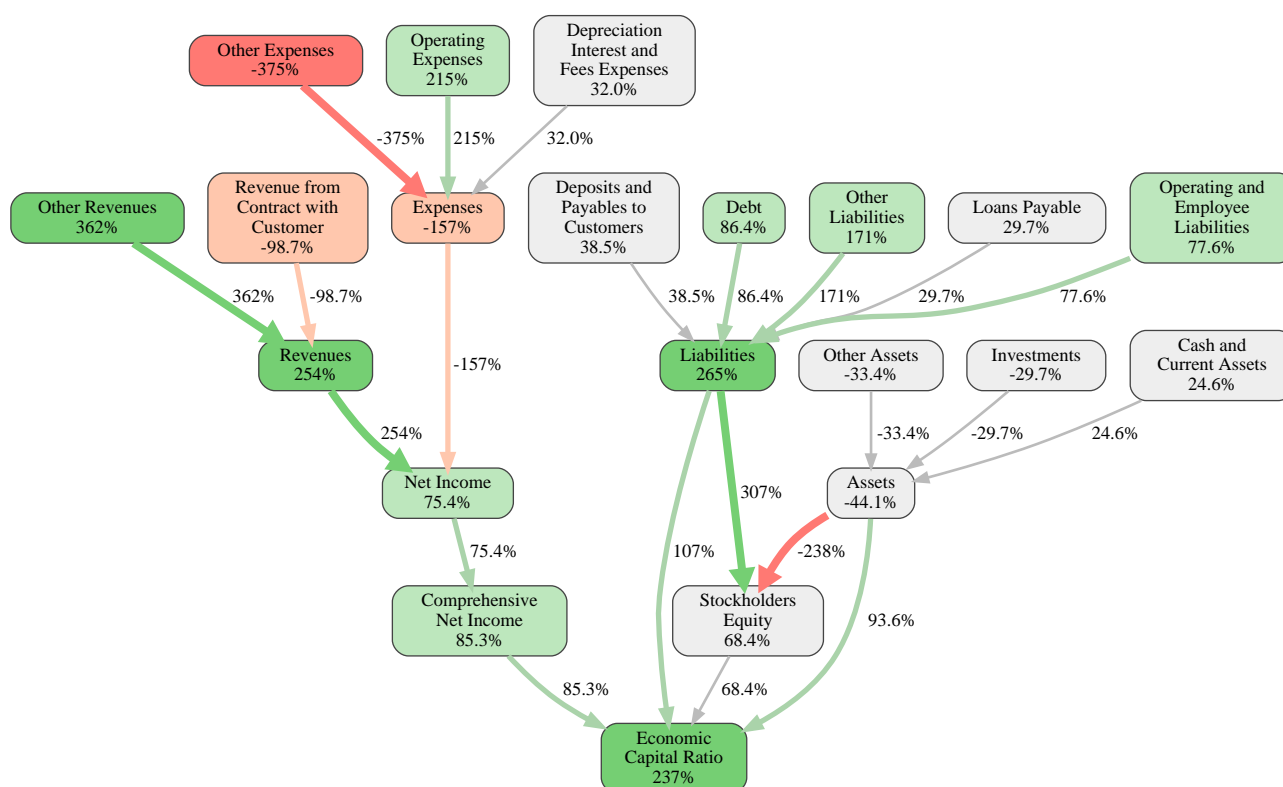 Other Expenses
-375%
Operating
Expenses
215%
Depreciation
Interest and
Fees Expenses
32.0%
-375%
215%
32.0%
Other Revenues
362%
Revenue from
Contract with
Customer
-98.7%
Expenses
-157%
Deposits and
Payables to
Customers
38.5%
Debt
86.4%
Other
Liabilities
171%
Loans Payable
29.7%
Operating and
Employee
Liabilities
77.6%
362%
-98.7%
-157%
38.5%
86.4%
171%
29.7%
77.6%
Revenues
254%
Liabilities
265%
Other Assets
-33.4%
Investments
-29.7%
Cash and
Current Assets
24.6%
254%
-33.4%
-29.7%
24.6%
Net Income
75.4%
Assets
-44.1%
75.4%
107%
307%
-238%
93.6%
Comprehensive
Net Income
85.3%
Stockholders
Equity
68.4%
85.3%
68.4%
Economic
Capital Ratio
237%